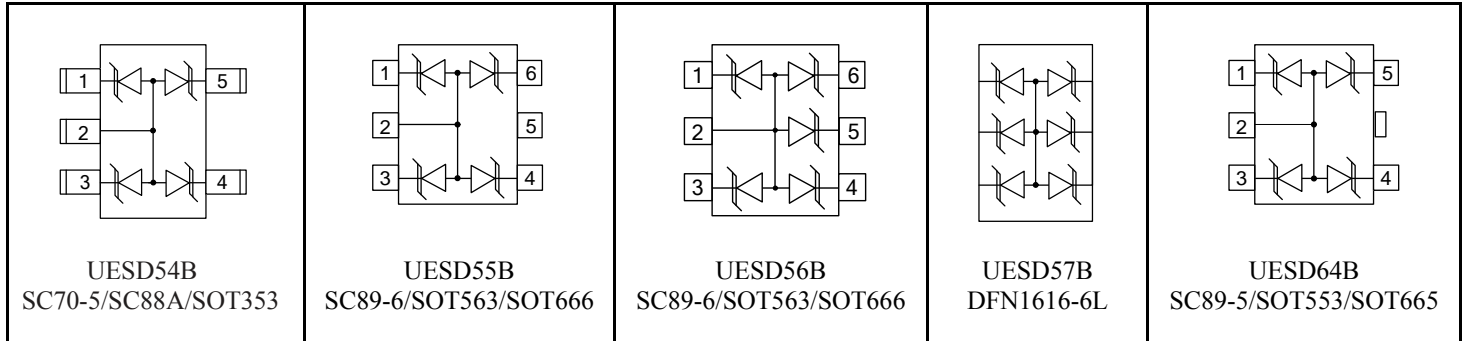 1 5
2
3 4
UESD54B
SC70-5/SC88A/SOT353
1 6
2 5
3 4
UESD55B
SC89-6/SOT563/SOT666
1 6
2 5
3 4
UESD56B
SC89-6/SOT563/SOT666
UESD57B
DFN1616-6L
1 5
2
3 4
UESD64B
SC89-5/SOT553/SOT665